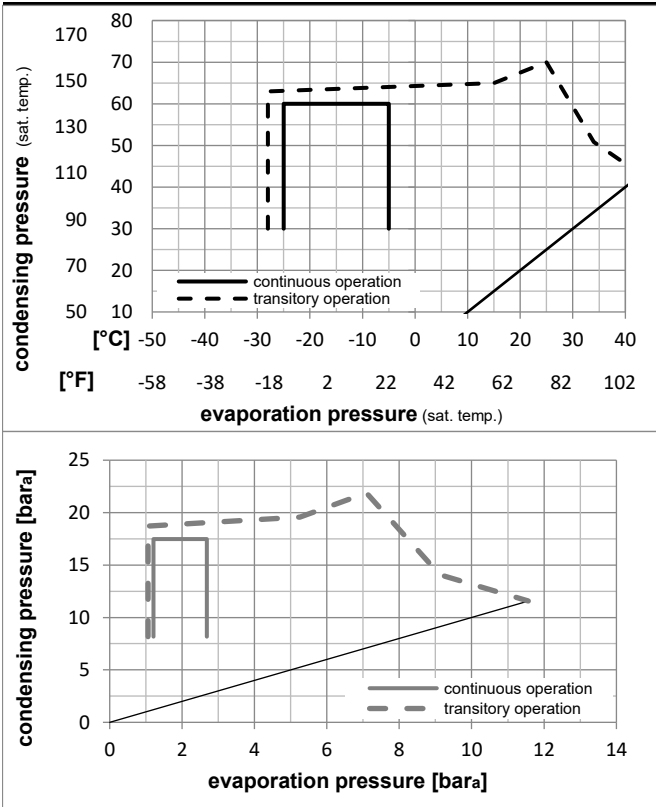 condensing pressure (sat. temp.)
170 80
150 70
60
130 50
110 40
90 30
70 20
50 10
continuous operation
transitory operation
[°C] -50 -40 -30 -20 -10 0 10 20 30 40
[°F] -58 -38 -18 2 22 42 62 82 102
evaporation pressure (sat. temp.)
condensing pressure [bara]
25
20
15
10
5
0
continuous operation
transitory operation
0 2 4 6 8 10 12 14
evaporation pressure [bara]